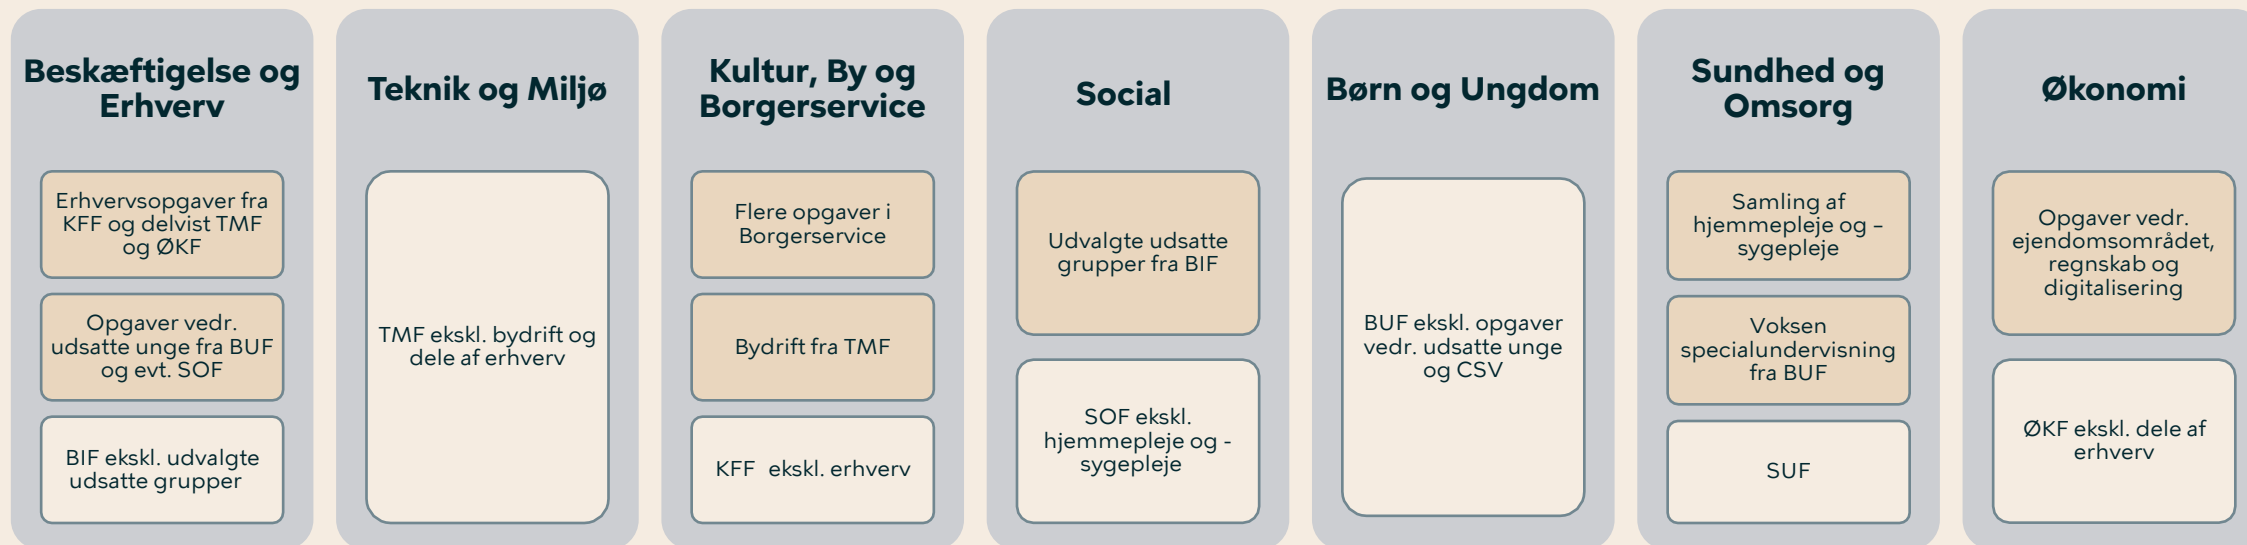 Beskæftigelse og
Erhverv
Erhvervsopgaver fra
KFF og delvist TMF
og ØKF
Opgaver vedr.
udsatte unge fra BUF
og evt. SOF
BIF ekskl. udvalgte
udsatte grupper
Teknik og Miljø
TMF ekskl. bydrift og
dele af erhverv
Kultur, By og
Borgerservice
Flere opgaver i
Borgerservice
Bydrift fra TMF
KFF ekskl. erhverv
Social
Udvalgte udsatte
grupper fra BIF
SOF ekskl.
hjemmepleje og -
sygepleje
Børn og Ungdom
BUF ekskl. opgaver
vedr. udsatte unge
og CSV
Sundhed og
Omsorg
Samling af
hjemmepleje og –
sygepleje
Voksen
specialundervisning
fra BUF
SUF
Økonomi
Opgaver vedr.
ejendomsområdet,
regnskab og
digitalisering
ØKF ekskl. dele af
erhverv